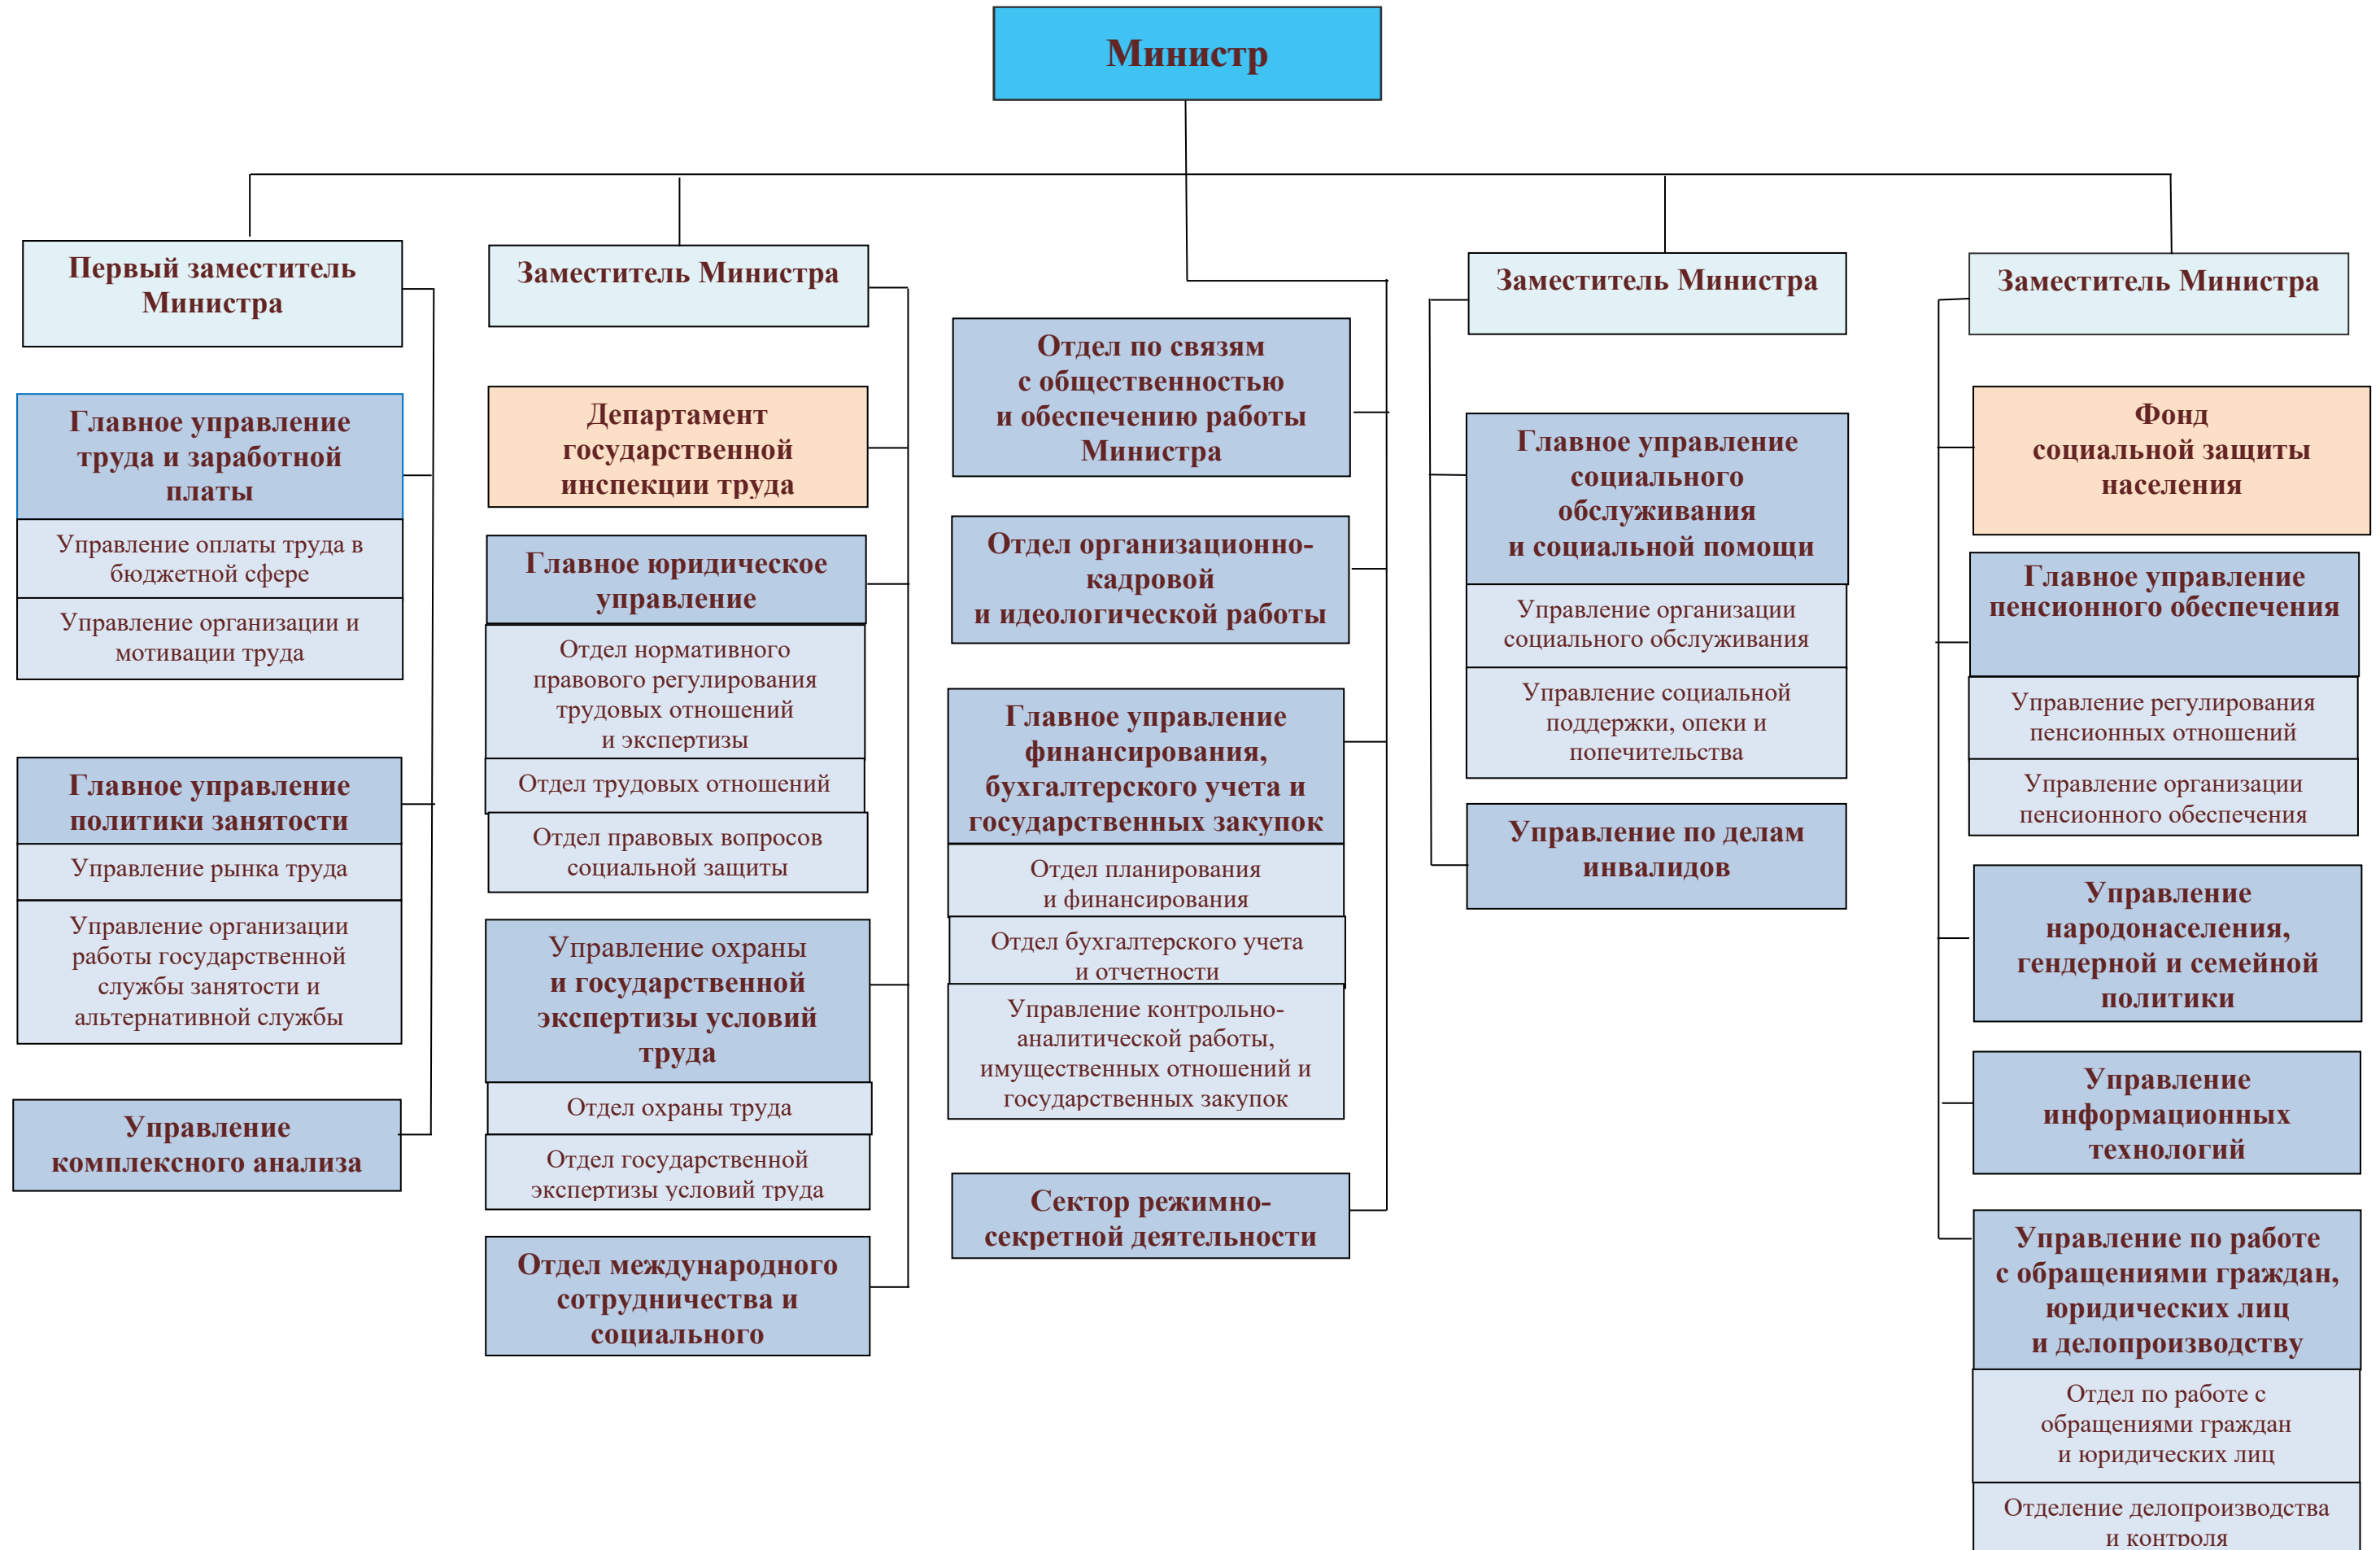 Министр
Первый заместитель
Министра
Главное управление
труда и заработной
платы
Управление оплаты труда в
бюджетной сфере
Управление организации и
мотивации труда
Главное управление
политики занятости
Управление рынка труда
Управление организации
работы государственной
службы занятости и
альтернативной службы
Управление
комплексного анализа
Заместитель Министра
Департамент
государственной
инспекции труда
Главное юридическое
управление
Отдел нормативного
правового регулирования
трудовых отношений
и экспертизы
Отдел трудовых отношений
Отдел правовых вопросов
социальной защиты
Управление охраны
и государственной
экспертизы условий
труда
Отдел охраны труда
Отдел государственной
экспертизы условий труда
Отдел международного
сотрудничества и
социального
Отдел по связям
с общественностью
и обеспечению работы
Министра
Отдел организационно-
кадровой
и идеологической работы
Главное управление
финансирования,
бухгалтерского учета и
государственных закупок
Отдел планирования
и финансирования
Отдел бухгалтерского учета
и отчетности
Управление контрольно-
аналитической работы,
имущественных отношений и
государственных закупок
Сектор режимно-
секретной деятельности
Заместитель Министра
Главное управление
социального
обслуживания
и социальной помощи
Управление организации
социального обслуживания
Управление социальной
поддержки, опеки и
попечительства
Управление по делам
инвалидов
Заместитель Министра
Фонд
социальной защиты
населения
Главное управление
пенсионного обеспечения
Управление регулирования
пенсионных отношений
Управление организации
пенсионного обеспечения
Управление
народонаселения,
гендерной и семейной
политики
Управление
информационных
технологий
Управление по работе
с обращениями граждан,
юридических лиц
и делопроизводству
Отдел по работе с
обращениями граждан
и юридических лиц
Отделение делопроизводства
и контроля